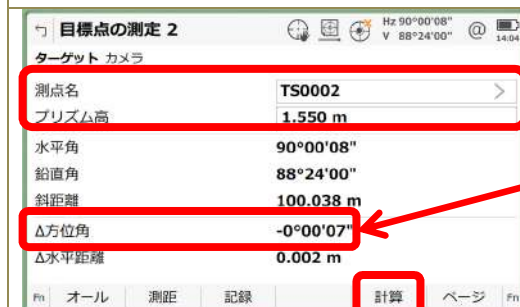 目標点の測定 2
Hz 90°00'08"
V 88°24'00"
@
14:04
ターゲット カメラ
測点名 TS0002 >
プリズム高 1.550 m
水平角 90°00'08"
鉛直角 88°24'00"
斜距離 100.038 m
Δ方位角 -0°00'07"
Δ水平距離 0.002 m
Fn オール 測距 記録 計算 ページ Fn